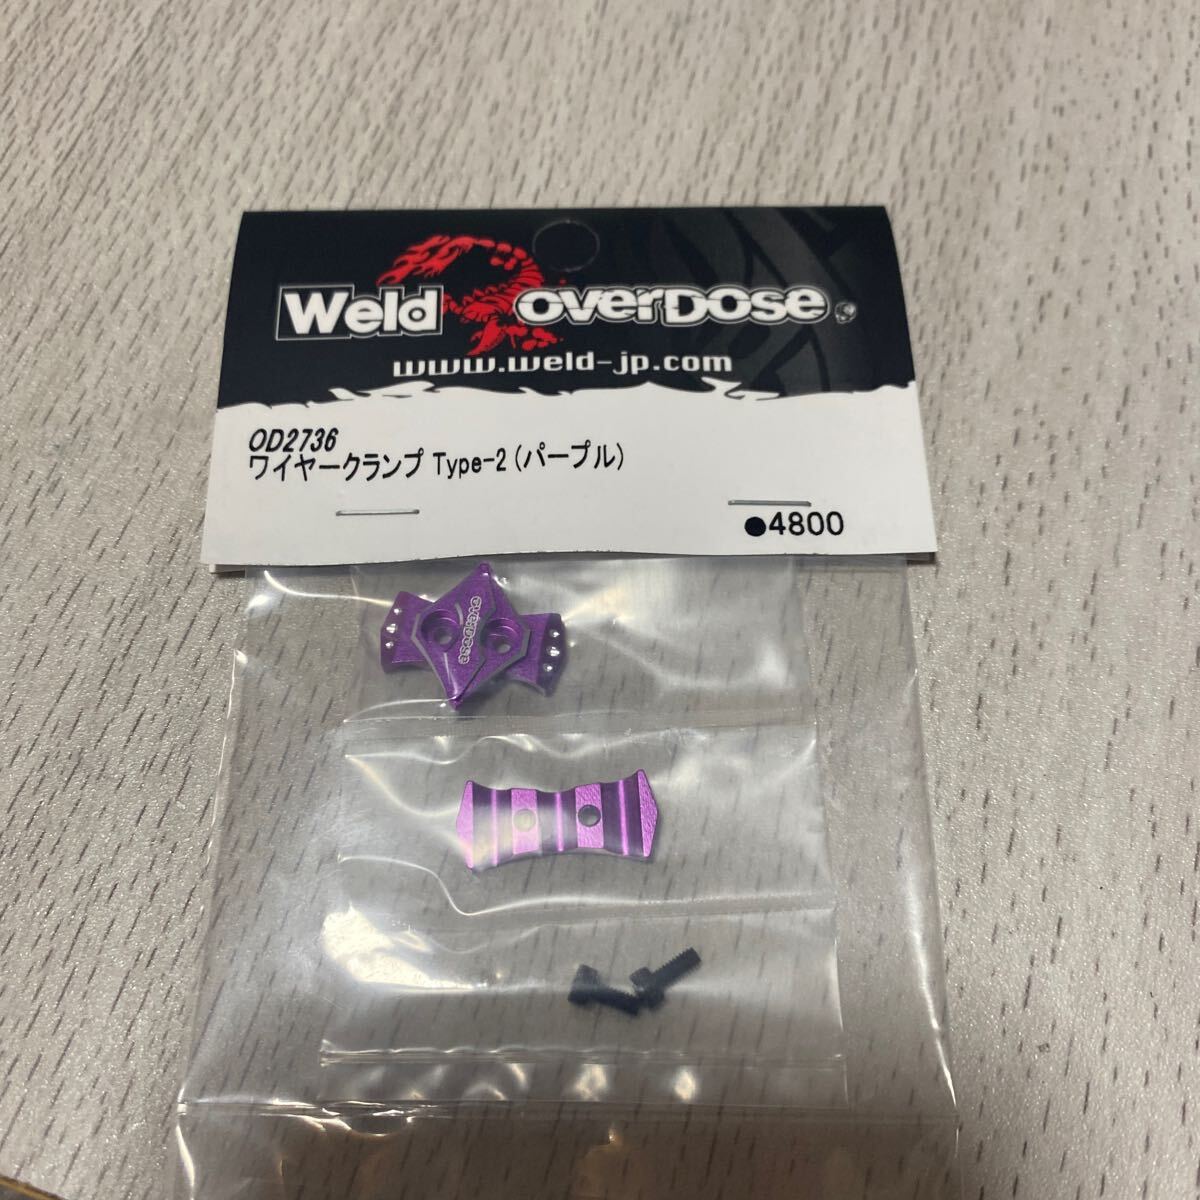 Weld overdose.
www.weld-jp.com
OD2736
ワイヤークランプ Type-2 (パープル)
●4800
overdose